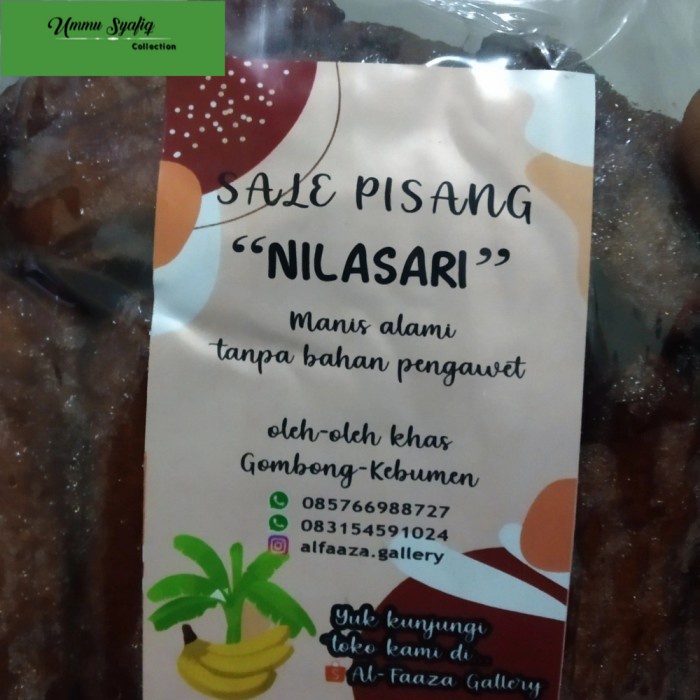 Ummu Syafiq
Collection
SALE PISANG
“NILASARI”
Manis alami
tanpa bahan pengawet
oleh-oleh khas
Gombong-Kebumen
085766988727
083154591024
alfaaza.gallery
Yuk kunjungi
toko kami di
Al-Faaza Gallery